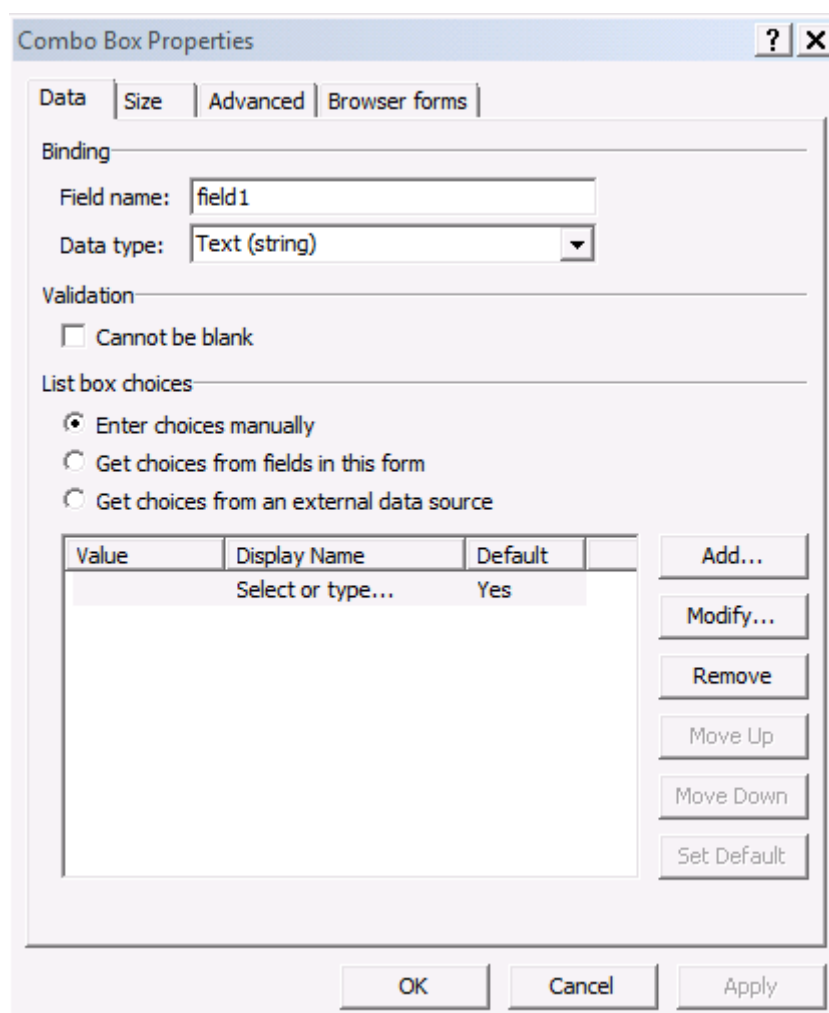 Combo Box Properties ? X
Data Size Advanced Browser forms
Binding
Field name: field1
Data type: Text (string)
Validation
Cannot be blank
List box choices
Enter choices manually
Get choices from fields in this form
Get choices from an external data source
Value Display Name Default
Select or type... Yes
Add...
Modify...
Remove
Move Up
Move Down
Set Default
OK Cancel Apply